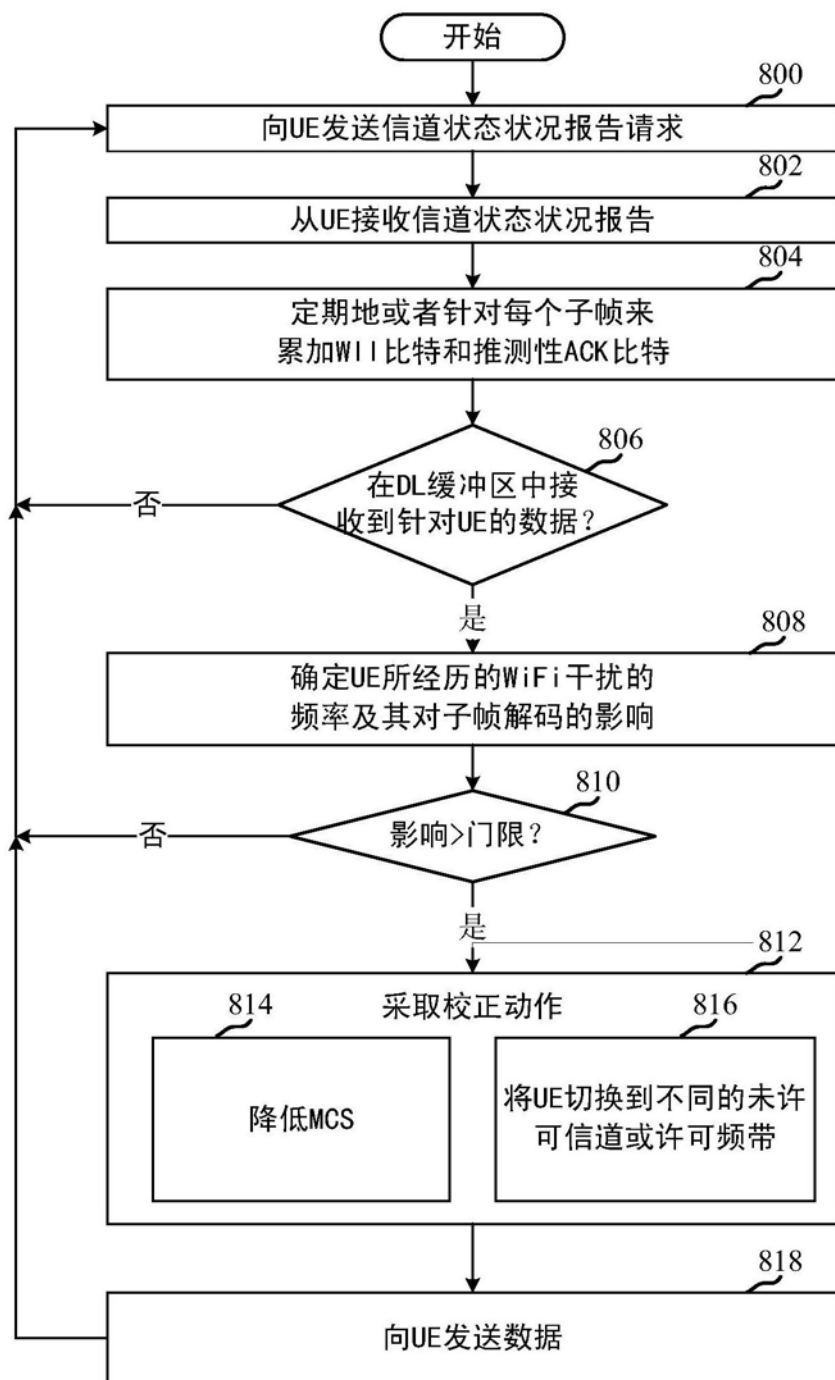 开始
800
向UE发送信道状态状况报告请求
802
从UE接收信道状态状况报告
804
定期地或者针对每个子帧来
累加WII比特和推测性ACK比特
806
在DL缓冲区中接
收到针对UE的数据？
否
是
808
确定UE所经历的WiFi干扰的
频率及其对子帧解码的影响
810
影响>门限？
否
是
812
采取校正动作
814
降低MCS
816
将UE切换到不同的未许
可信道或许可频带
818
向UE发送数据